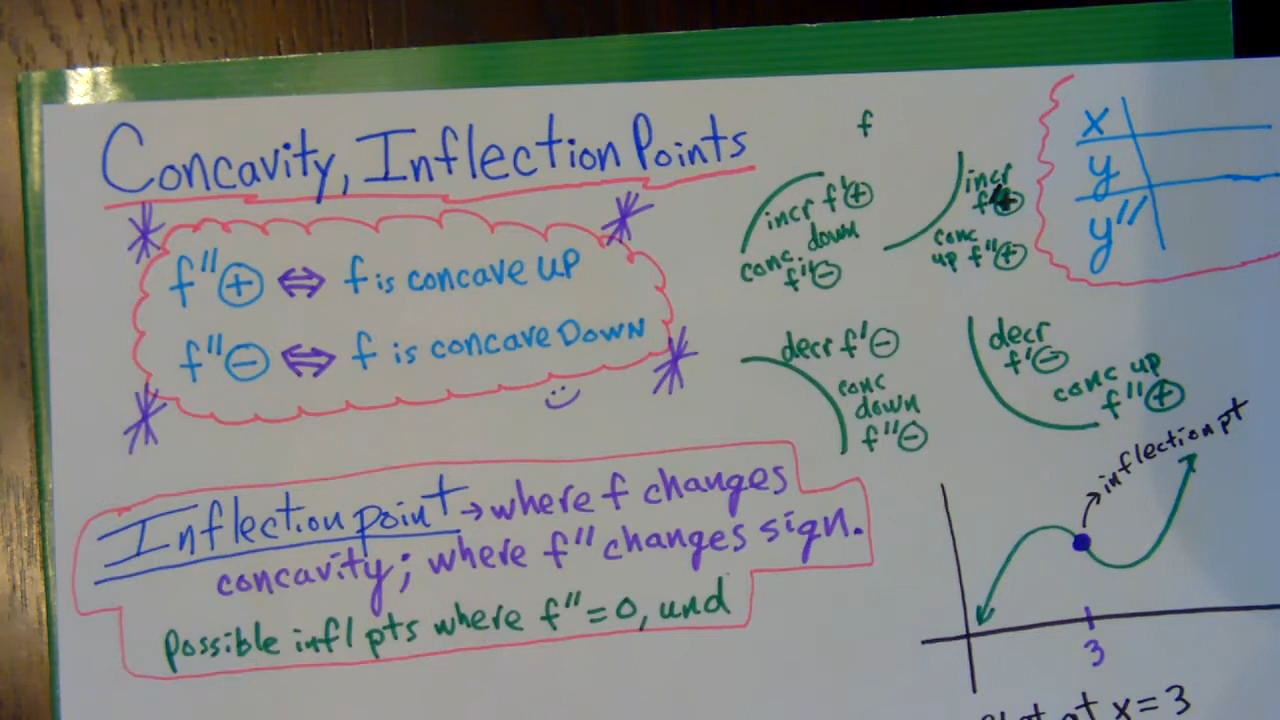 Concavity, Inflection Points
f"⊕ ⇔ f is concave up
f"⊖ ⇔ f is concave Down
Inflection point → where f changes
concavity; where f" changes sign.
possible infl pts where f" = 0, und
f
incr f'⊕
conc. down
f"⊖
incr
f'⊕
conc
up f"⊕
decr f'⊖
conc
down
f"⊖
decr
f'⊖
conc up
f"⊕
x
y
y"
inflection pt
3
at x = 3